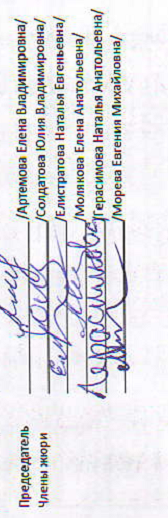 Председатель /Артемова Елена Владимировна/
Члены жюри /Солдатова Юлия Владимировна/
/Елистратова Наталья Евгеньевна/
/Молякова Елена Анатольевна/
Герасимова /Герасимова Наталья Анатольевна/
/Морева Евгения Михайловна/